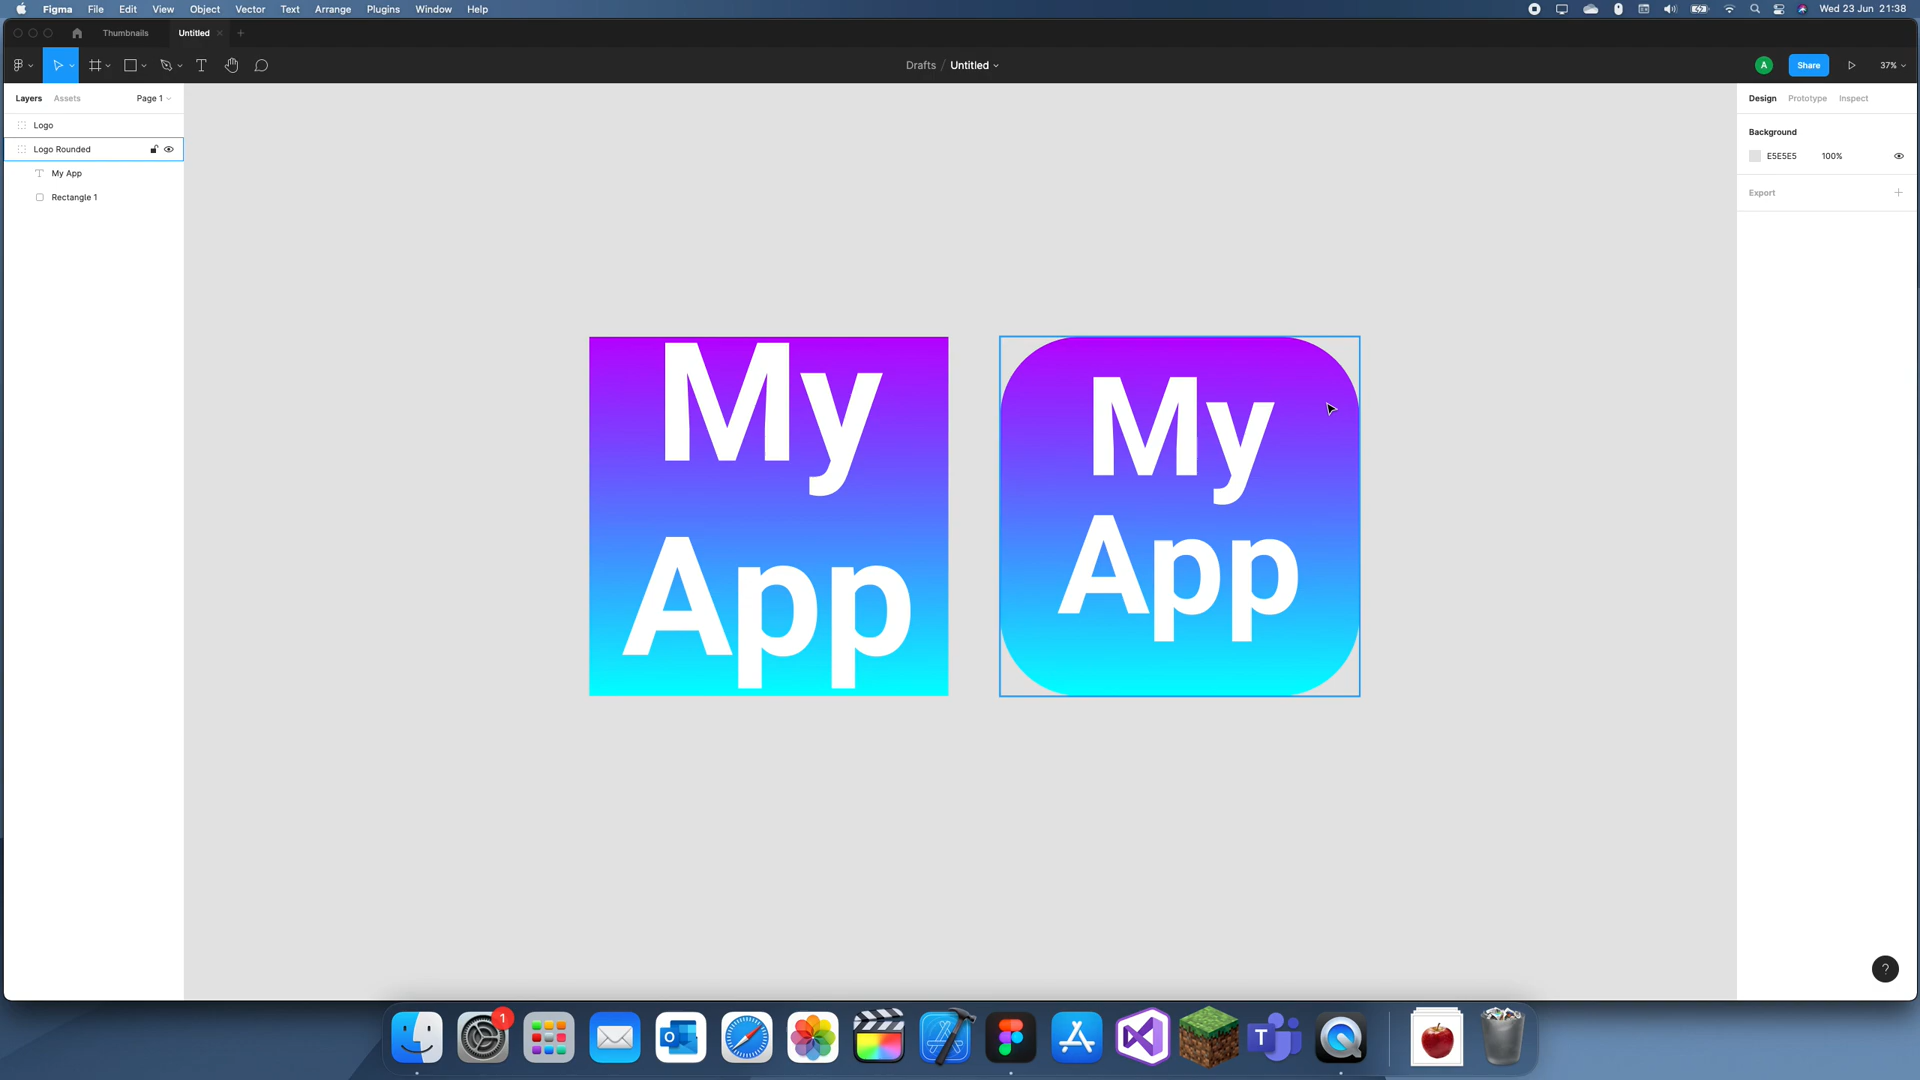 Figma File Edit View Object Vector Text Arrange Plugins Window Help Wed 23 Jun 21:38
Thumbnails Untitled
Drafts / Untitled A Share 37%
Layers Assets Page 1 Design Prototype Inspect
Logo
Background
Logo Rounded
E5E5E5 100%
My App
Export
Rectangle 1
My
App
My
App
?
1